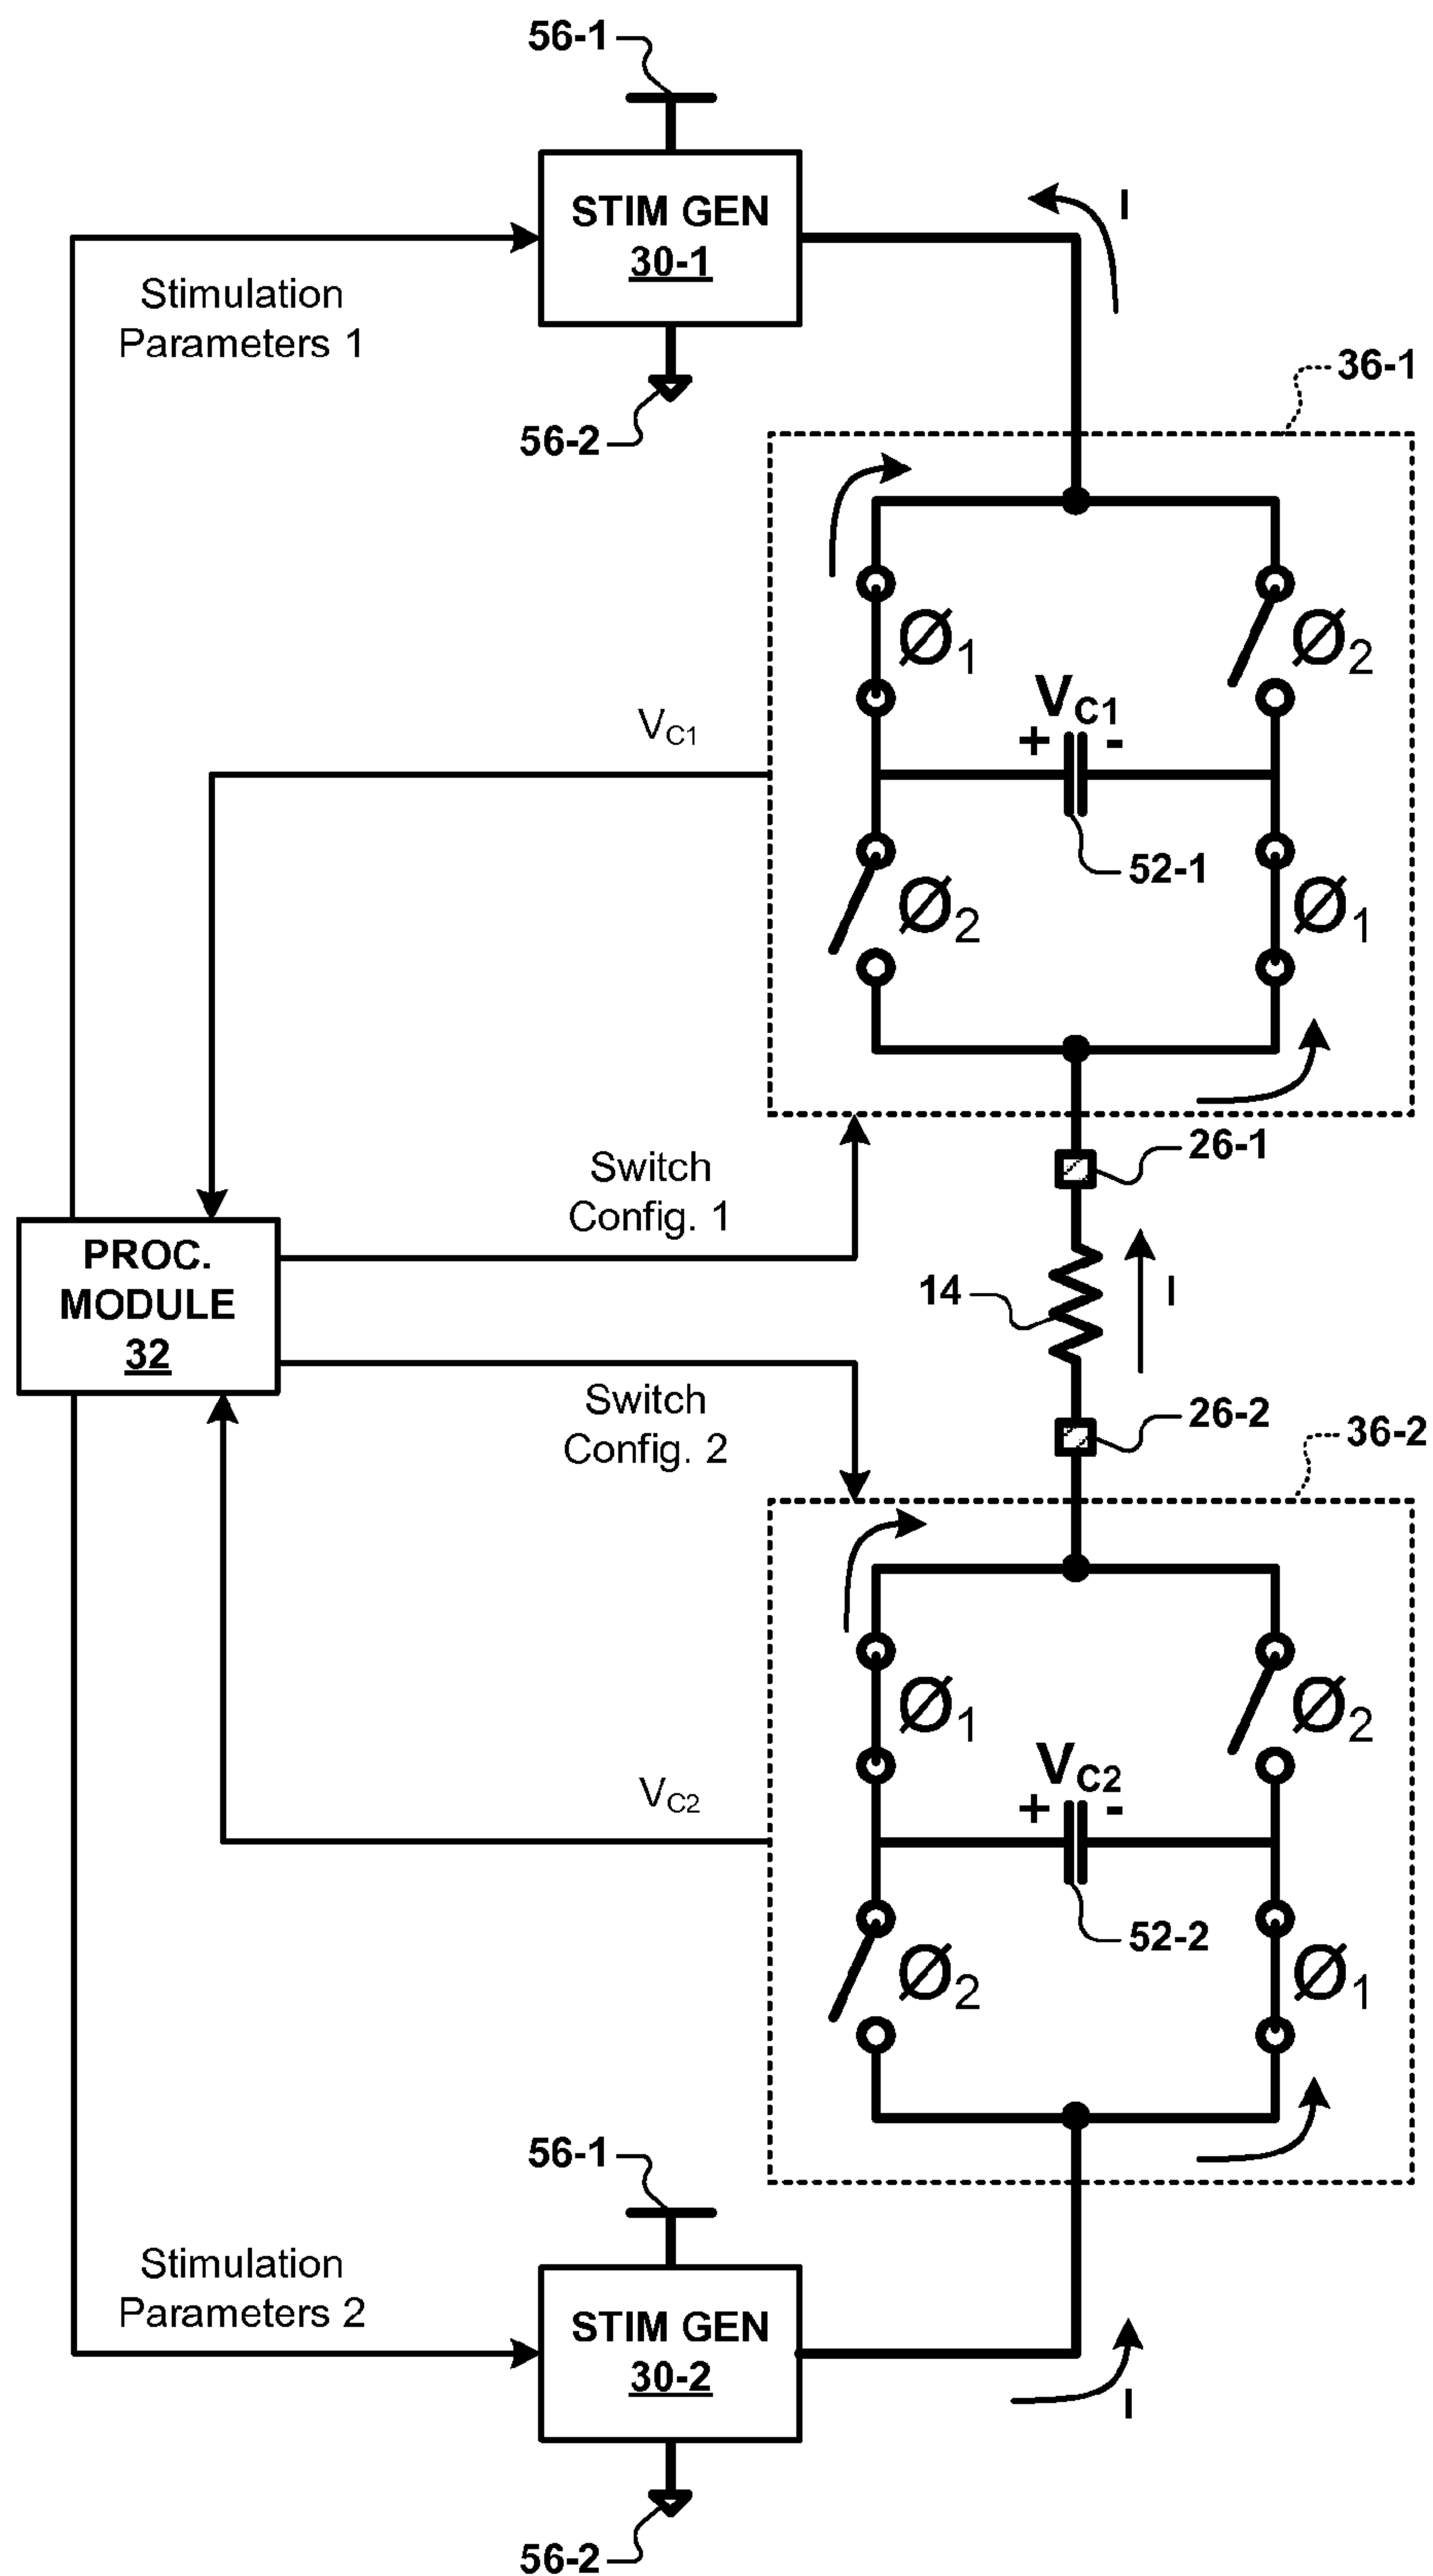 56-1
STIM GEN
30-1
I
Stimulation
Parameters 1
56-2
36-1
Ø1
Ø2
VC1
VC1
+ -
52-1
Ø2
Ø1
26-1
Switch
Config. 1
PROC.
MODULE
32
14
I
Switch
Config. 2
26-2
36-2
Ø1
Ø2
VC2
VC2
+ -
52-2
Ø2
Ø1
56-1
Stimulation
Parameters 2
STIM GEN
30-2
I
56-2